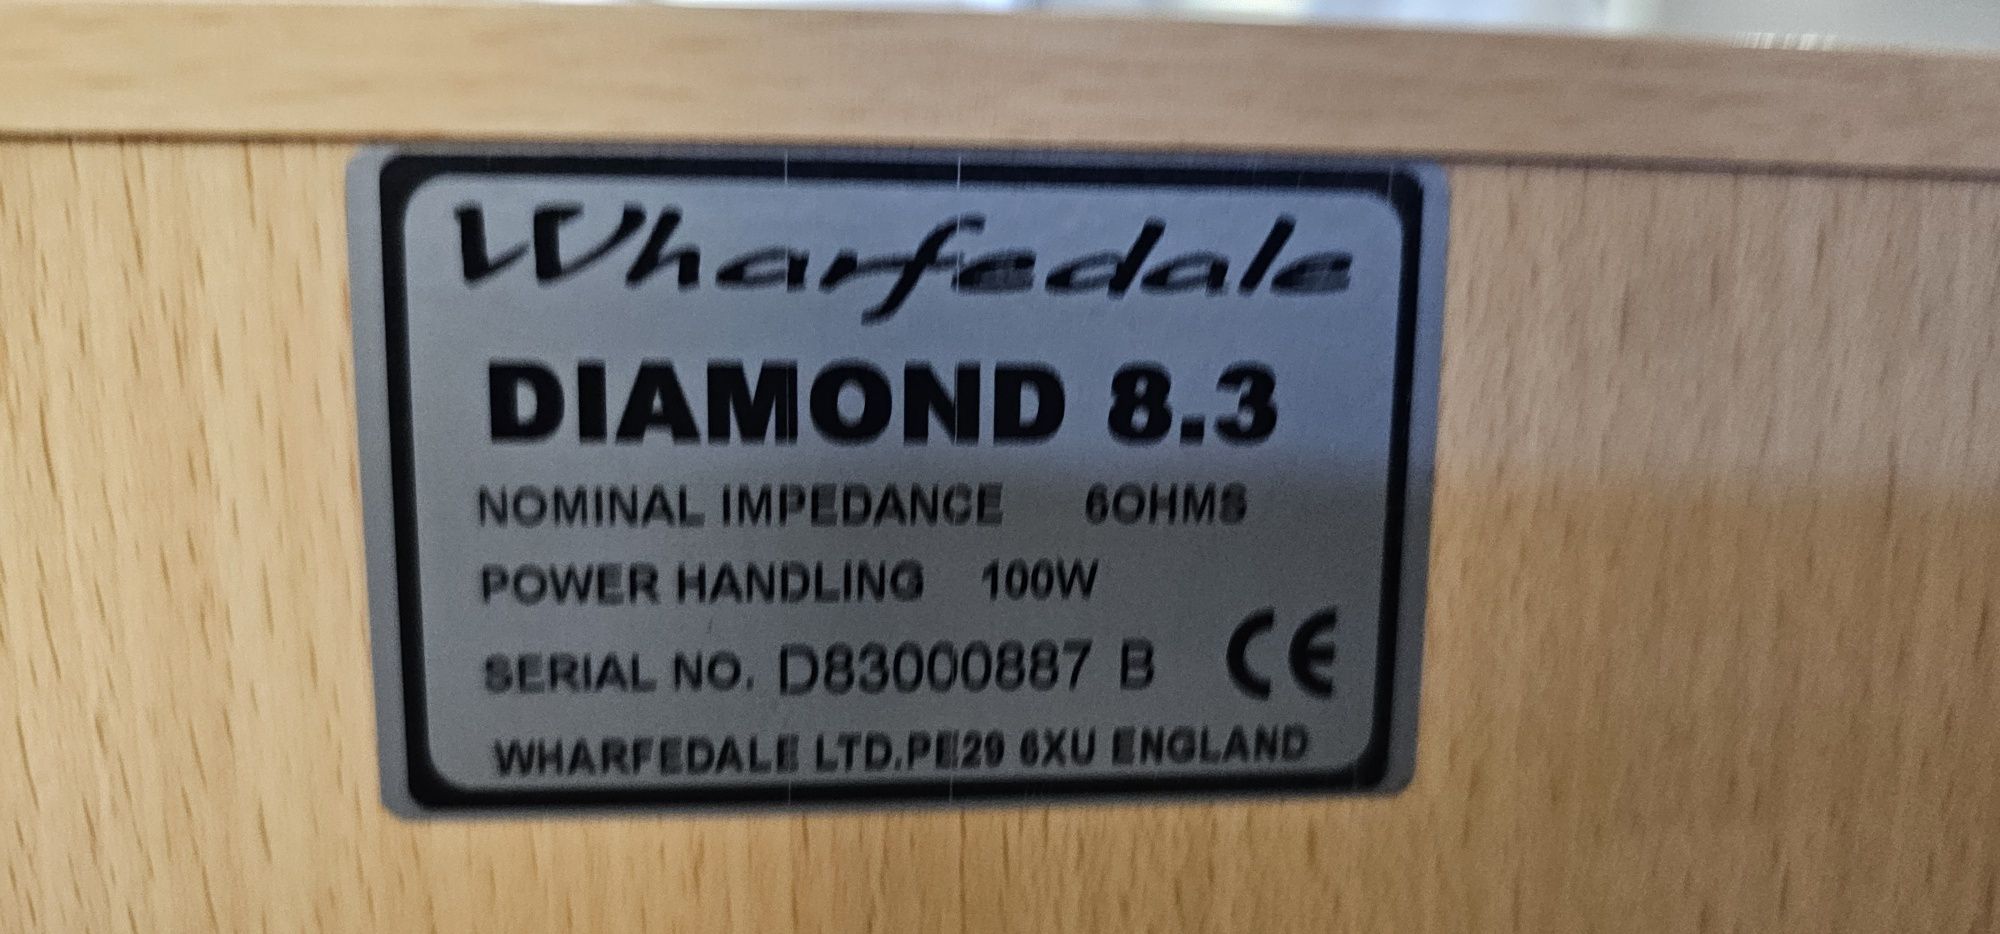 Wharfedale
DIAMOND 8.3
NOMINAL IMPEDANCE 6OHMS
POWER HANDLING 100W
SERIAL NO. D83000887 B CE
WHARFEDALE LTD.PE29 6XU ENGLAND